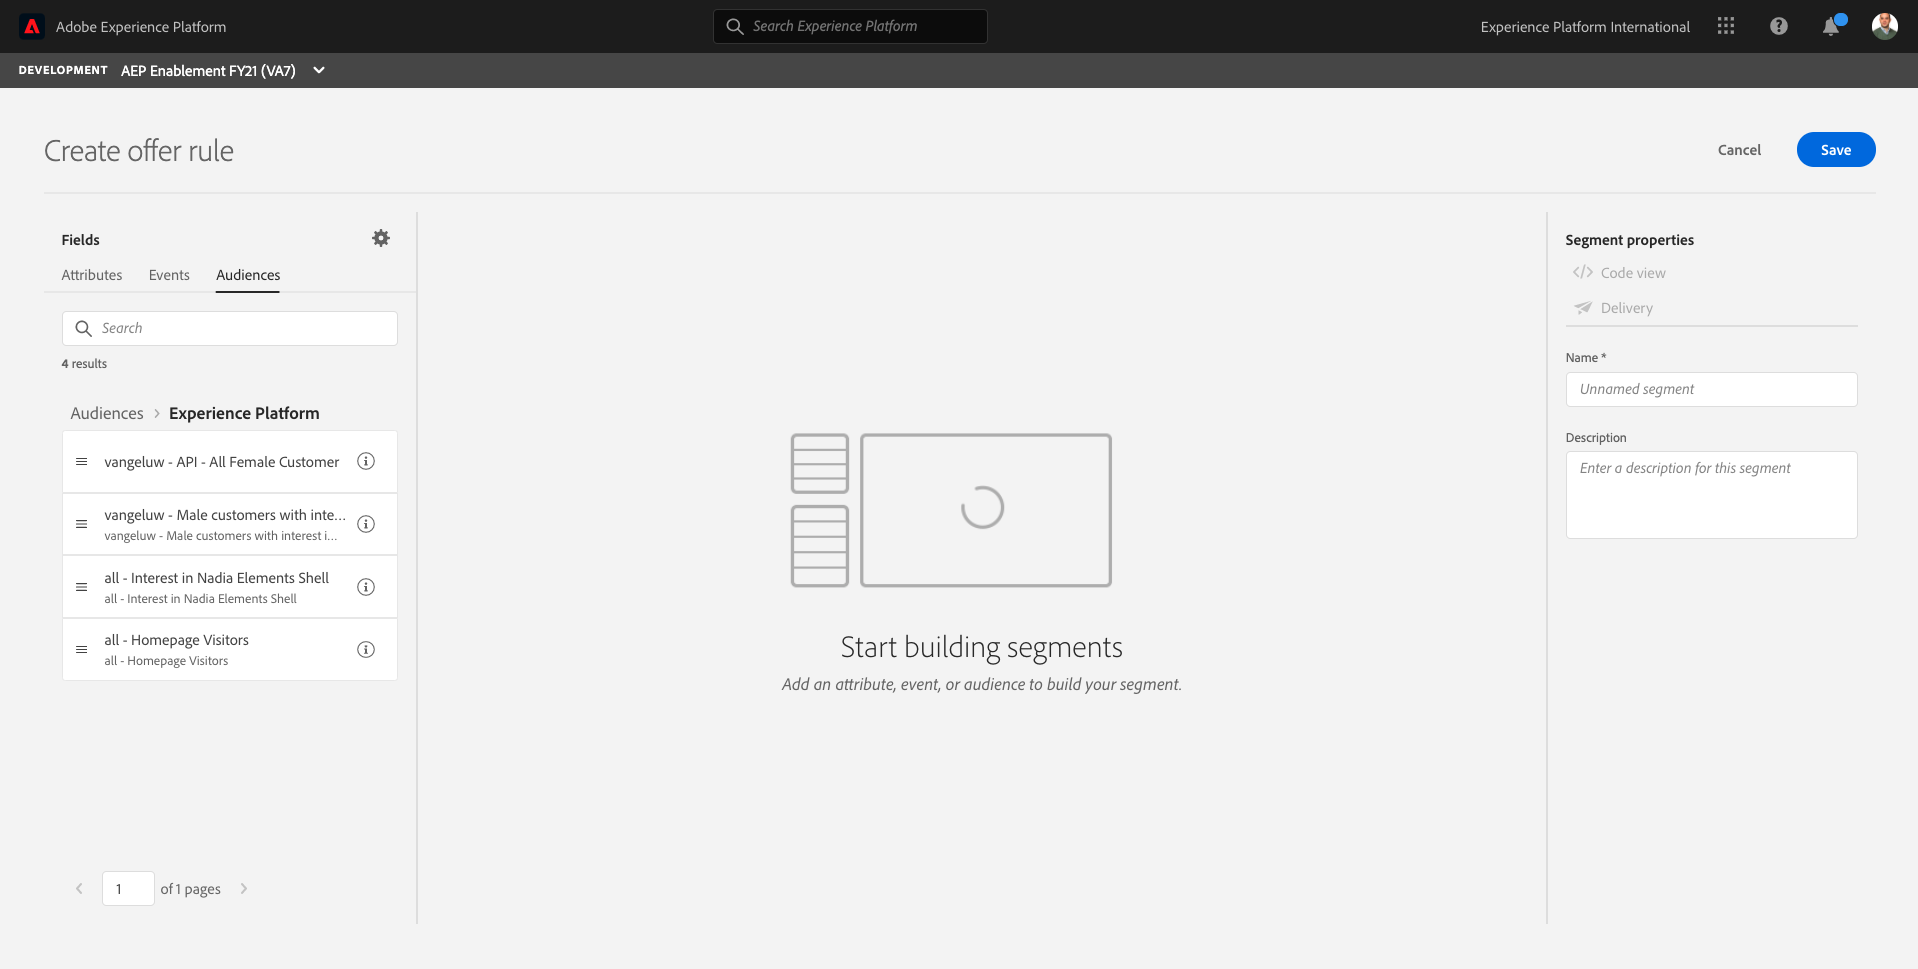 Adobe Experience Platform
Search Experience Platform
Experience Platform International
DEVELOPMENT AEP Enablement FY21 (VA7)
Create offer rule
Cancel
Save
Fields
Attributes Events Audiences
Search
4 results
Audiences > Experience Platform
vangeluw - API - All Female Customer
vangeluw - Male customers with inte...
vangeluw - Male customers with interest i...
all - Interest in Nadia Elements Shell
all - Interest in Nadia Elements Shell
all - Homepage Visitors
all - Homepage Visitors
1 of 1 pages
Start building segments
Add an attribute, event, or audience to build your segment.
Segment properties
</> Code view
Delivery
Name *
Unnamed segment
Description
Enter a description for this segment